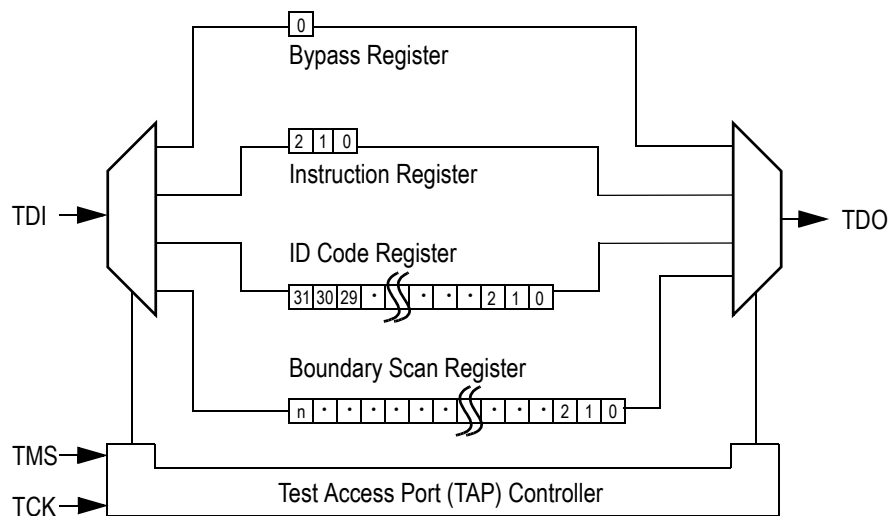 0
Bypass Register
2 1 0
Instruction Register
TDI
TDO
ID Code Register
31 30 29 · · · · 2 1 0
Boundary Scan Register
n · · · · · · · · · 2 1 0
TMS
TCK
Test Access Port (TAP) Controller